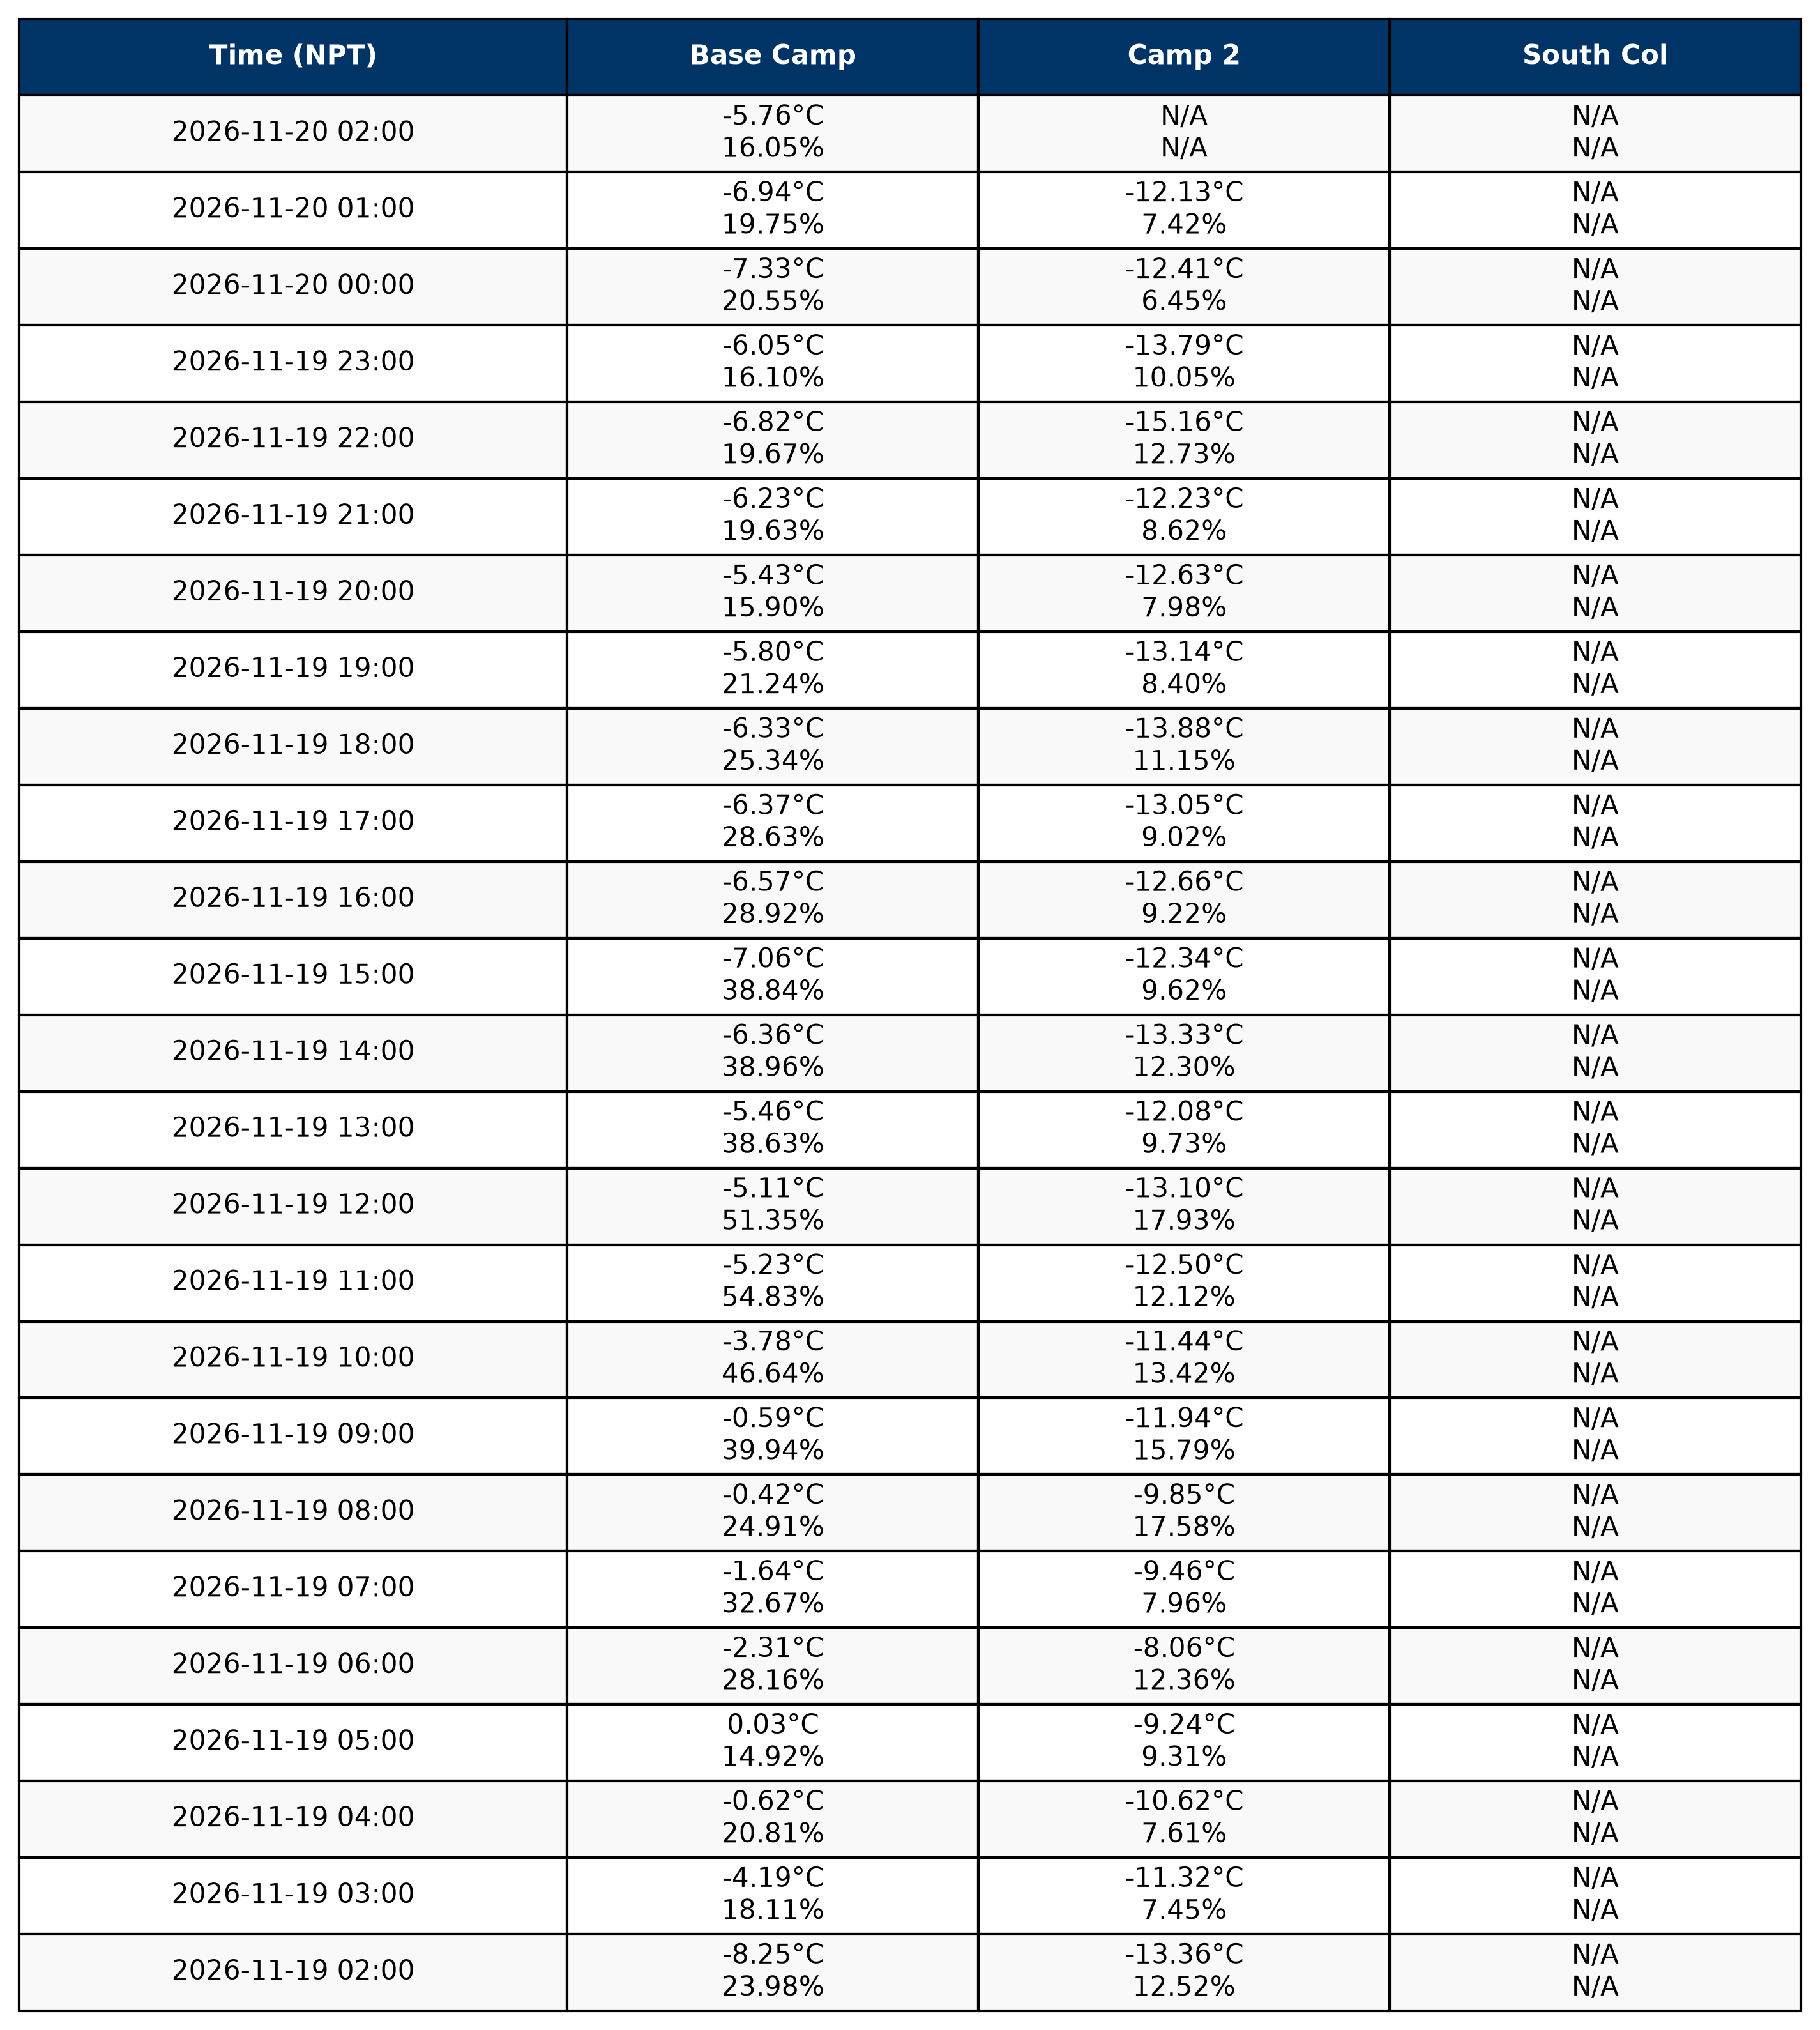 Time (NPT) Base Camp Camp 2 South Col
2026-11-20 02:00 -5.76°C N/A N/A
16.05% N/A N/A
2026-11-20 01:00 -6.94°C -12.13°C N/A
19.75% 7.42% N/A
2026-11-20 00:00 -7.33°C -12.41°C N/A
20.55% 6.45% N/A
2026-11-19 23:00 -6.05°C -13.79°C N/A
16.10% 10.05% N/A
2026-11-19 22:00 -6.82°C -15.16°C N/A
19.67% 12.73% N/A
2026-11-19 21:00 -6.23°C -12.23°C N/A
19.63% 8.62% N/A
2026-11-19 20:00 -5.43°C -12.63°C N/A
15.90% 7.98% N/A
2026-11-19 19:00 -5.80°C -13.14°C N/A
21.24% 8.40% N/A
2026-11-19 18:00 -6.33°C -13.88°C N/A
25.34% 11.15% N/A
2026-11-19 17:00 -6.37°C -13.05°C N/A
28.63% 9.02% N/A
2026-11-19 16:00 -6.57°C -12.66°C N/A
28.92% 9.22% N/A
2026-11-19 15:00 -7.06°C -12.34°C N/A
38.84% 9.62% N/A
2026-11-19 14:00 -6.36°C -13.33°C N/A
38.96% 12.30% N/A
2026-11-19 13:00 -5.46°C -12.08°C N/A
38.63% 9.73% N/A
2026-11-19 12:00 -5.11°C -13.10°C N/A
51.35% 17.93% N/A
2026-11-19 11:00 -5.23°C -12.50°C N/A
54.83% 12.12% N/A
2026-11-19 10:00 -3.78°C -11.44°C N/A
46.64% 13.42% N/A
2026-11-19 09:00 -0.59°C -11.94°C N/A
39.94% 15.79% N/A
2026-11-19 08:00 -0.42°C -9.85°C N/A
24.91% 17.58% N/A
2026-11-19 07:00 -1.64°C -9.46°C N/A
32.67% 7.96% N/A
2026-11-19 06:00 -2.31°C -8.06°C N/A
28.16% 12.36% N/A
2026-11-19 05:00 0.03°C -9.24°C N/A
14.92% 9.31% N/A
2026-11-19 04:00 -0.62°C -10.62°C N/A
20.81% 7.61% N/A
2026-11-19 03:00 -4.19°C -11.32°C N/A
18.11% 7.45% N/A
2026-11-19 02:00 -8.25°C -13.36°C N/A
23.98% 12.52% N/A